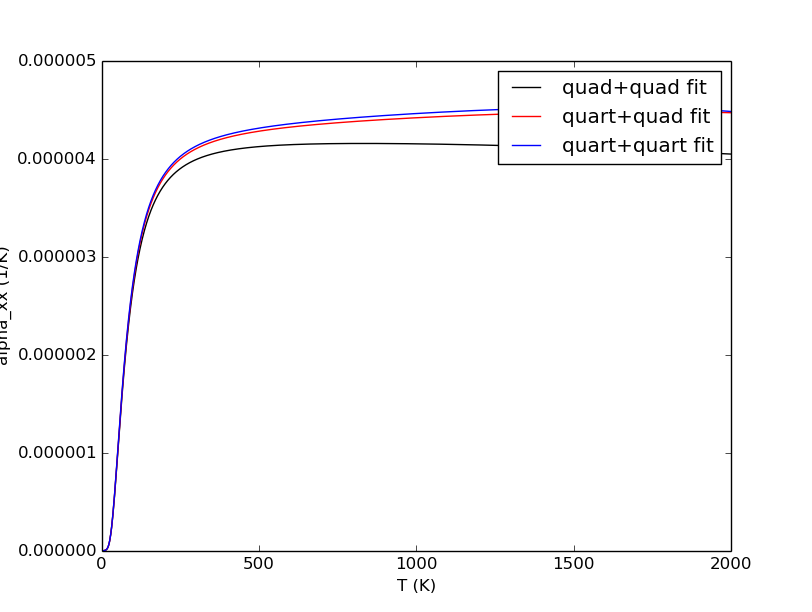 0.000005
quad+quad fit
quart+quad fit
quart+quart fit
0.000004
0.000003
alpha_xx (1/K)
0.000002
0.000001
0.000000
0 500 1000 1500 2000
T (K)